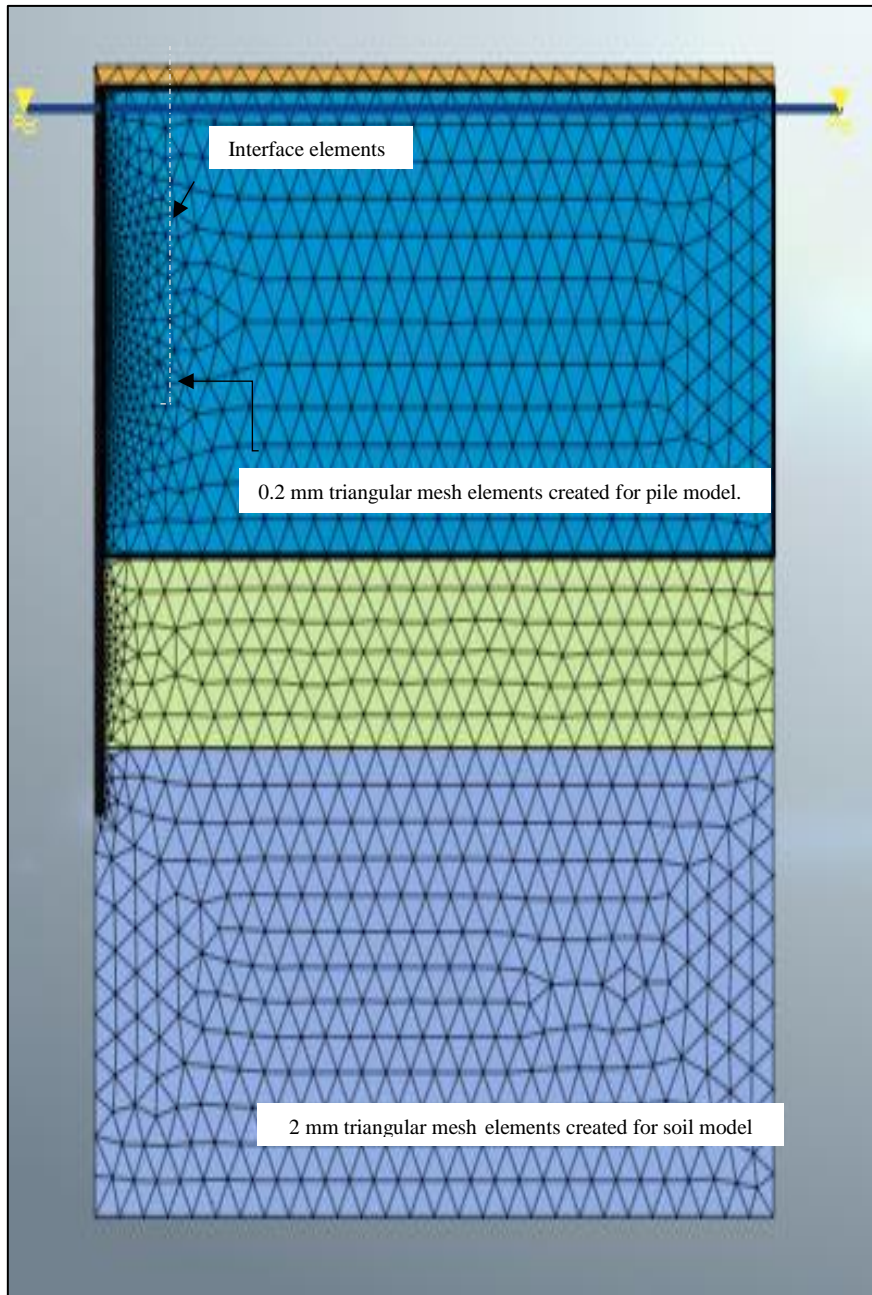 Interface elements
0.2 mm triangular mesh elements created for pile model.
2 mm triangular mesh elements created for soil model